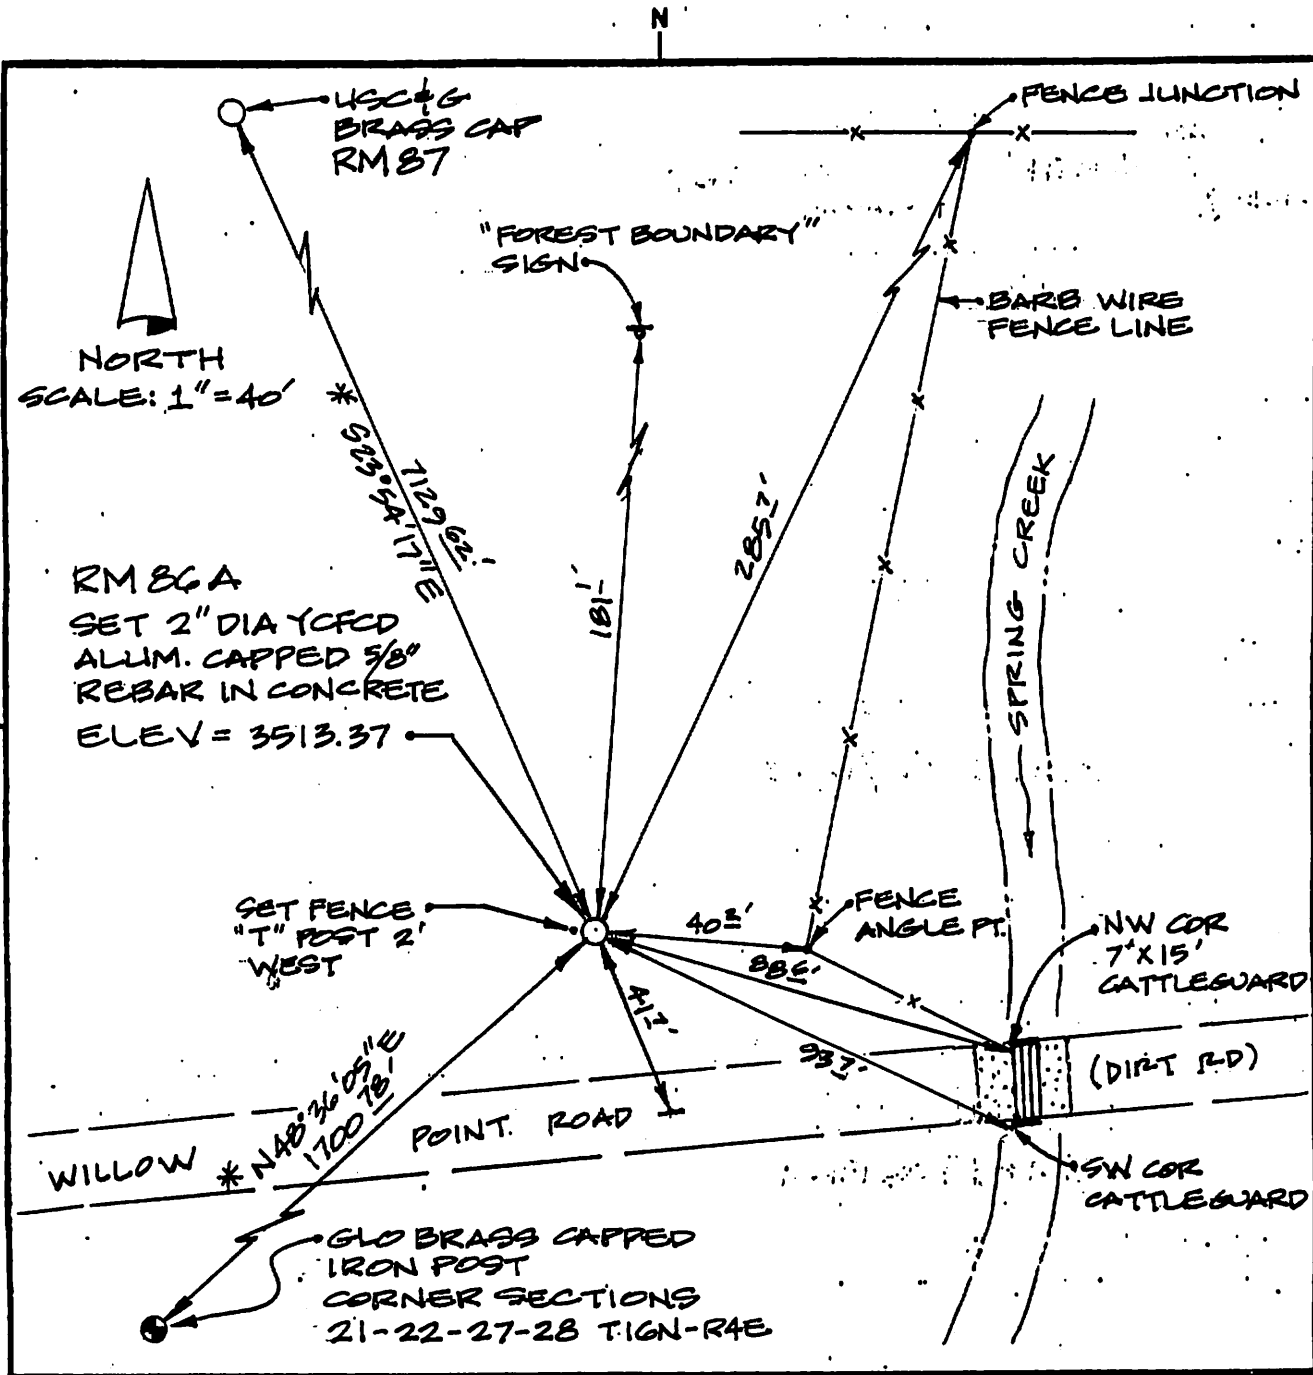 N
USC&G
BRASS CAP
RM 87
FENCE JUNCTION
"FOREST BOUNDARY"
SIGN
BARB WIRE
FENCE LINE
NORTH
SCALE: 1"=40'
*
7129 62'
S23°54'17"E
285 7'
181 1'
SPRING CREEK
RM 86A
SET 2" DIA YCFCD
ALUM. CAPPED 5/8"
REBAR IN CONCRETE
ELEV = 3513.37
SET FENCE
"T" POST 2'
WEST
40 2'
FENCE
ANGLE PT.
88 5'
NW COR
7'X15'
CATTLEGUARD
41 7'
93 7'
(DIRT RD)
* N48°36'05"E
1700 78'
WILLOW POINT ROAD
SW COR
CATTLEGUARD
GLO BRASS CAPPED
IRON POST
CORNER SECTIONS
21-22-27-28 T16N-R4E